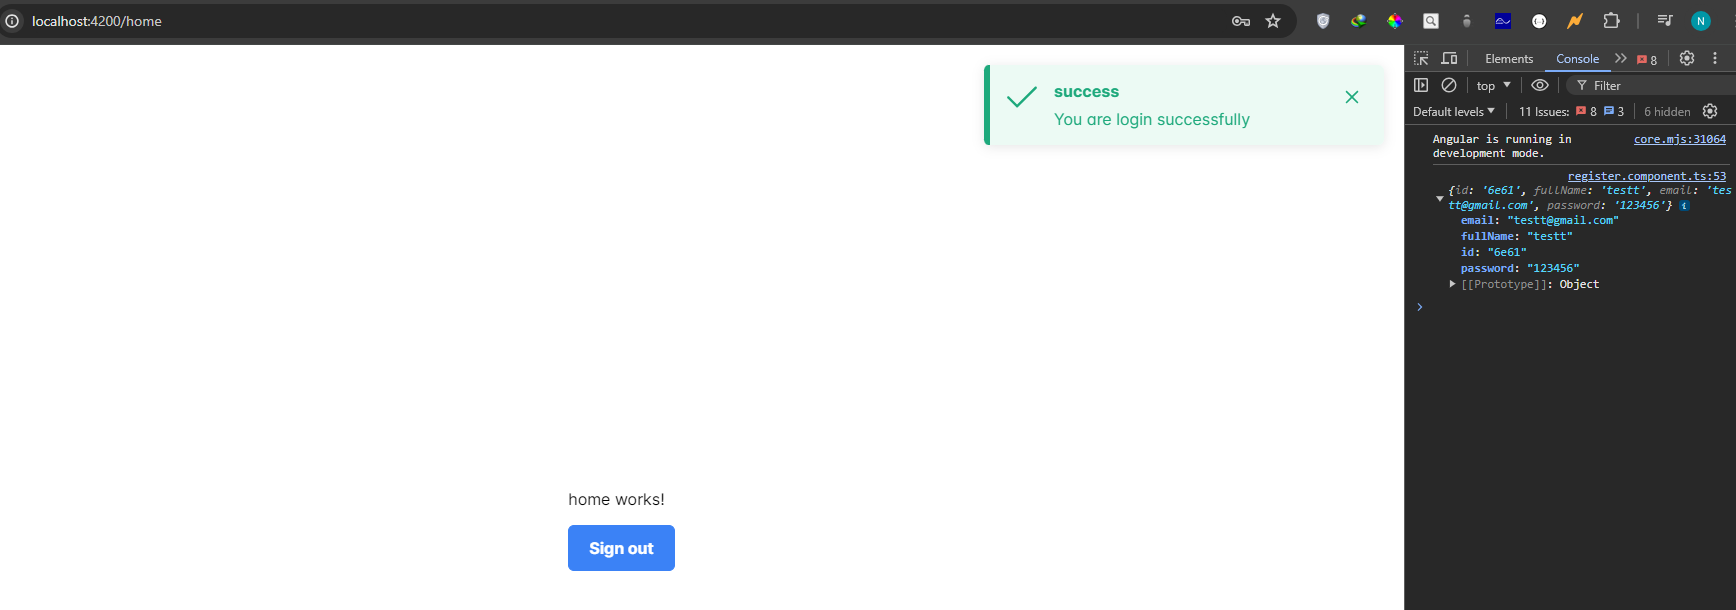 localhost:4200/home
N
Elements Console 8
top Filter
Default levels 11 Issues: 8 3 6 hidden
success
You are login successfully
Angular is running in core.mjs:31064
development mode.
register.component.ts:53
{id: '6e61', fullName: 'testt', email: 'tes
tt@gmail.com', password: '123456'} i
email: "testt@gmail.com"
fullName: "testt"
id: "6e61"
password: "123456"
[[Prototype]]: Object
home works!
Sign out